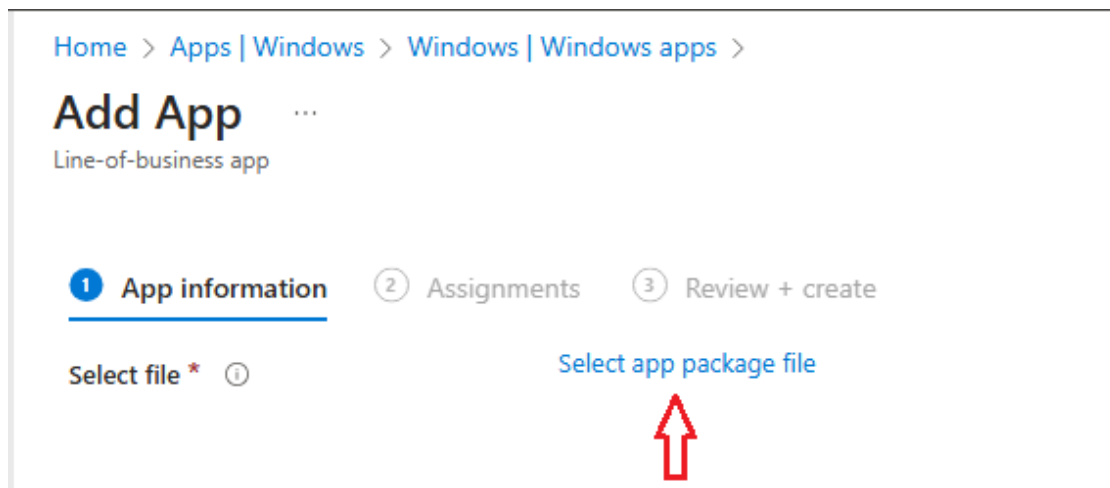 Home > Apps | Windows > Windows | Windows apps >
Add App ...
Line-of-business app
1 App information 2 Assignments 3 Review + create
Select file * Select app package file